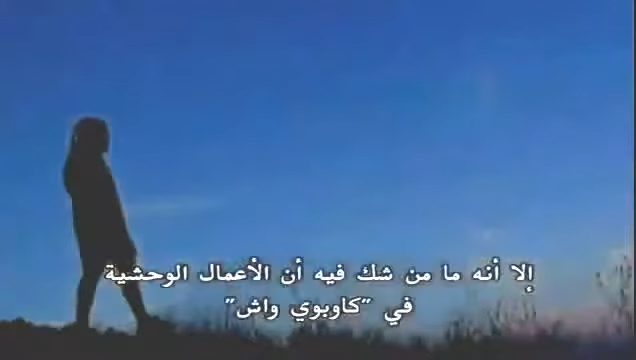 إلا أنه ما من شك فيه أن الأعمال الوحشية
في "كاوبوي واش"